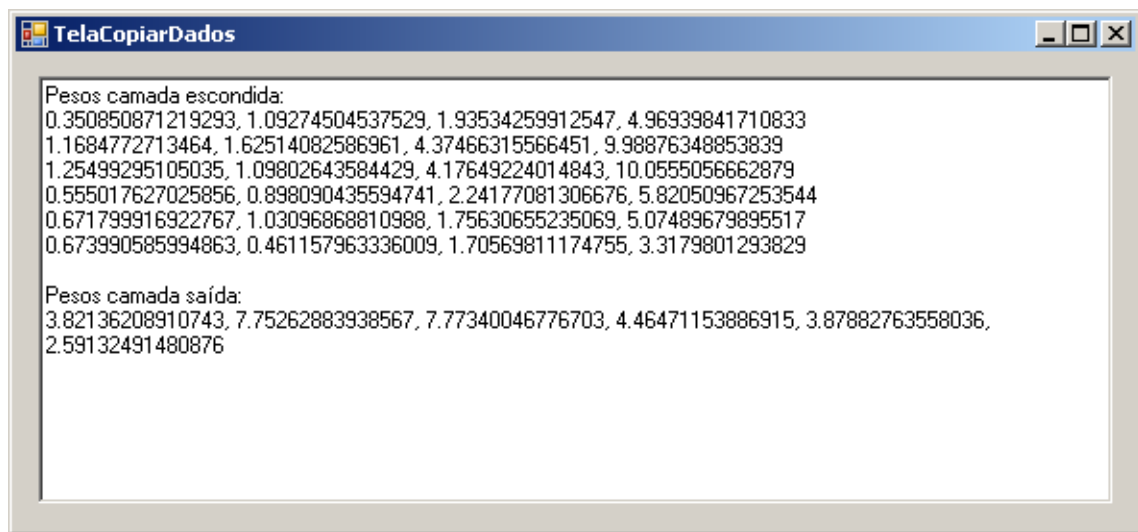 TelaCopiarDados
Pesos camada escondida:
0.350850871219293, 1.09274504537529, 1.93534259912547, 4.96939841710833
1.1684772713464, 1.62514082586961, 4.37466315566451, 9.98876348853839
1.25499295105035, 1.09802643584429, 4.17649224014843, 10.0555056662879
0.555017627025856, 0.898090435594741, 2.24177081306676, 5.82050967253544
0.671799916922767, 1.03096868810988, 1.75630655235069, 5.07489679895517
0.673990585994863, 0.461157963336009, 1.70569811174755, 3.3179801293829
Pesos camada saída:
3.82136208910743, 7.75262883938567, 7.77340046776703, 4.46471153886915, 3.87882763558036,
2.59132491480876